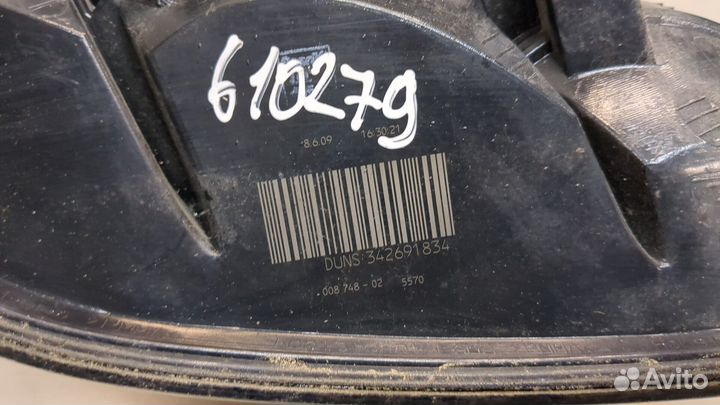 610279
8.6.09 16:30:21
DUNS:342691834
008 748 - 02 5570
Avito